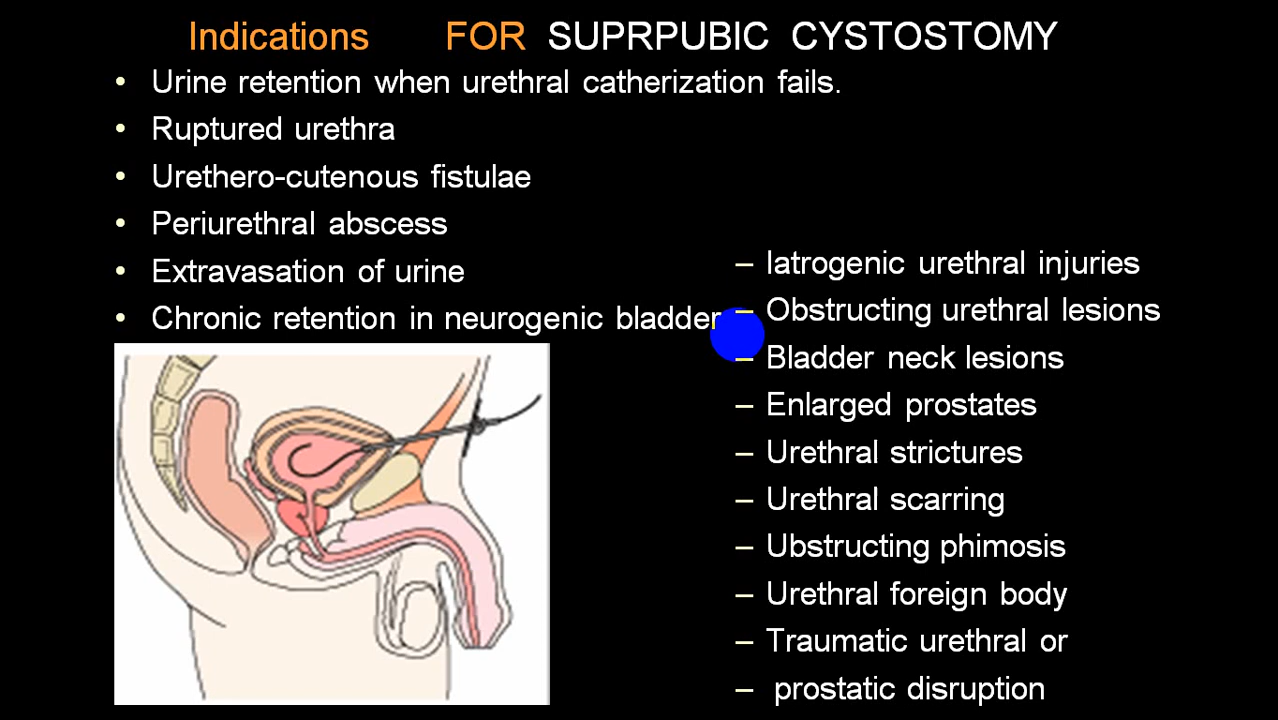 Indications FOR SUPRPUBIC CYSTOSTOMY
• Urine retention when urethral catherization fails.
• Ruptured urethra
• Urethero-cutenous fistulae
• Periurethral abscess
• Extravasation of urine
• Chronic retention in neurogenic bladder
– Iatrogenic urethral injuries
– Obstructing urethral lesions
– Bladder neck lesions
– Enlarged prostates
– Urethral strictures
– Urethral scarring
– Ubstructing phimosis
– Urethral foreign body
– Traumatic urethral or
– prostatic disruption